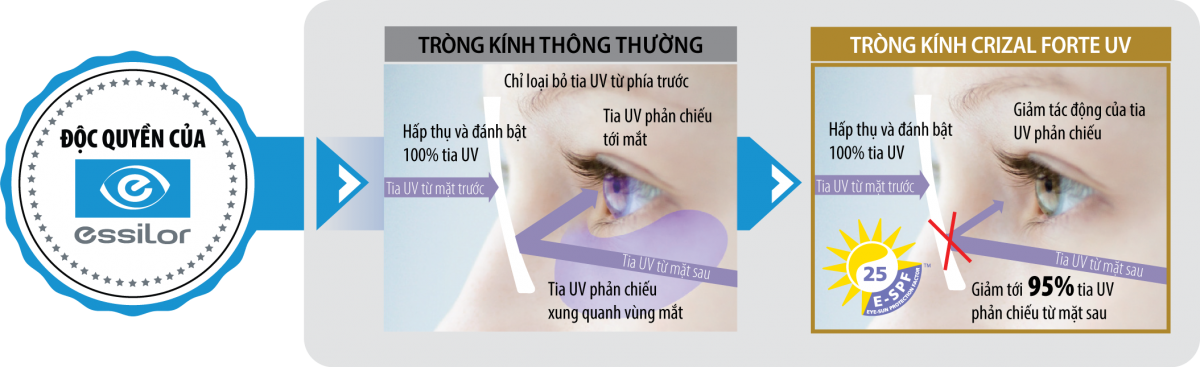 ĐỘC QUYỀN CỦA
e
essilor
TRÒNG KÍNH THÔNG THƯỜNG
Chỉ loại bỏ tia UV từ phía trước
Hấp thụ và đánh bật
100% tia UV
Tia UV phản chiếu
tới mắt
Tia UV từ mặt trước
Tia UV từ mặt sau
Tia UV phản chiếu
xung quanh vùng mắt
TRÒNG KÍNH CRIZAL FORTE UV
Hấp thụ và đánh bật
100% tia UV
Giảm tác động của tia
UV phản chiếu
Tia UV từ mặt trước
Tia UV từ mặt sau
25
E-SPF
TM
EYE-SUN PROTECTION FACTOR
Giảm tới 95% tia UV
phản chiếu từ mặt sau